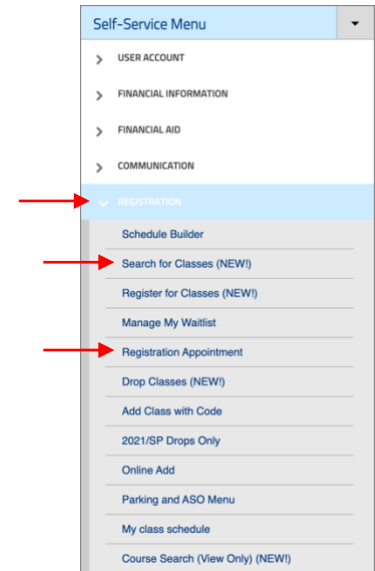 Self-Service Menu
USER ACCOUNT
FINANCIAL INFORMATION
FINANCIAL AID
COMMUNICATION
REGISTRATION
Schedule Builder
Search for Classes (NEW!)
Register for Classes (NEW!)
Manage My Waitlist
Registration Appointment
Drop Classes (NEW!)
Add Class with Code
2021/SP Drops Only
Online Add
Parking and ASO Menu
My class schedule
Course Search (View Only) (NEW!)